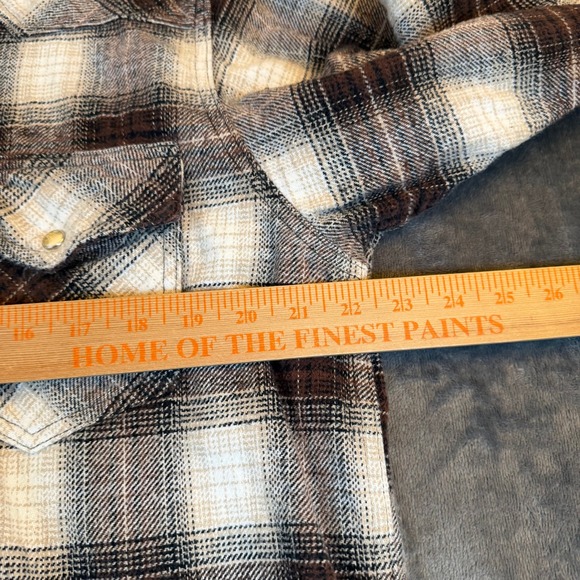 16 17 18 19 20 21 22 23 24 25 26
HOME OF THE FINEST PAINTS